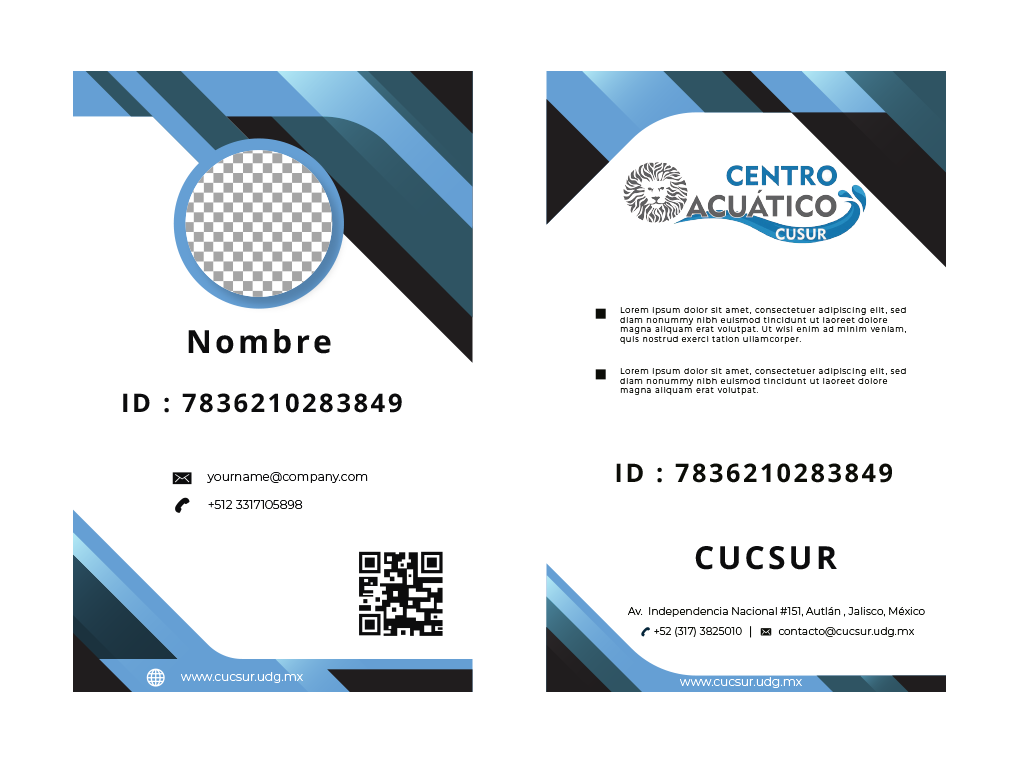 Nombre
ID : 7836210283849
yourname@company.com
+512 3317105898
www.cucsur.udg.mx
CENTRO
ACUÁTICO
CUSUR
Lorem ipsum dolor sit amet, consectetuer adipiscing elit, sed
diam nonummy nibh euismod tincidunt ut laoreet dolore
magna aliquam erat volutpat. Ut wisi enim ad minim veniam,
quis nostrud exerci tation ullamcorper.
Lorem ipsum dolor sit amet, consectetuer adipiscing elit, sed
diam nonummy nibh euismod tincidunt ut laoreet dolore
magna aliquam erat volutpat.
ID : 7836210283849
CUCSUR
Av. Independencia Nacional #151, Autlán , Jalisco, México
+52 (317) 3825010 | contacto@cucsur.udg.mx
www.cucsur.udg.mx